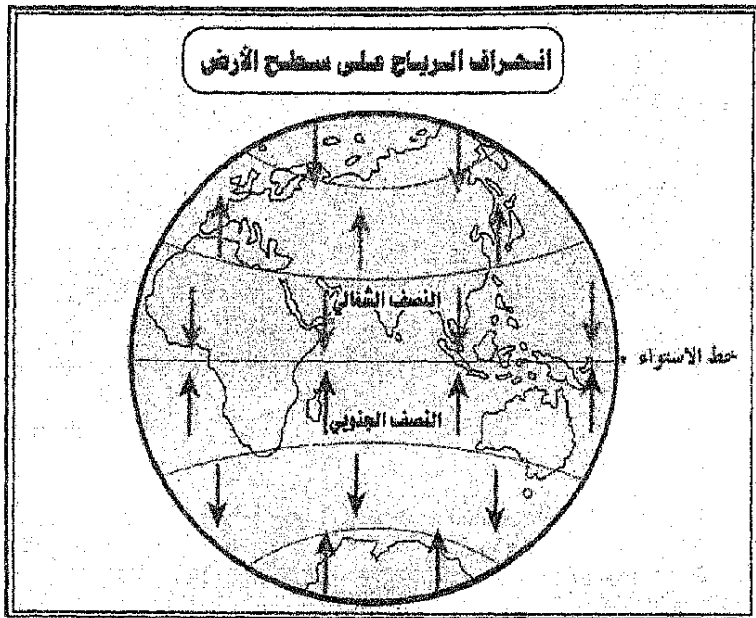 انحراف الرياح على سطح الأرض
النصف الشمالي
خط الاستواء
النصف الجنوبي